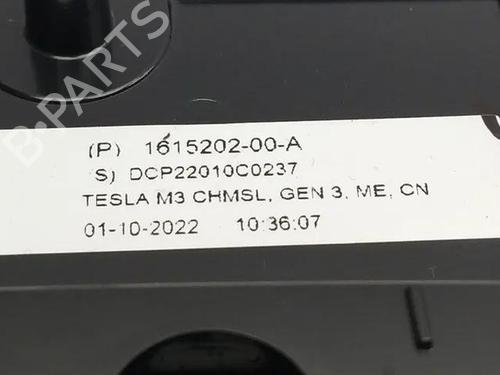 B-PARTS
(P) 1615202-00-A
S) DCP22010C0237
TESLA M3 CHMSL, GEN 3, ME, CN
01-10-2022 10:36:07